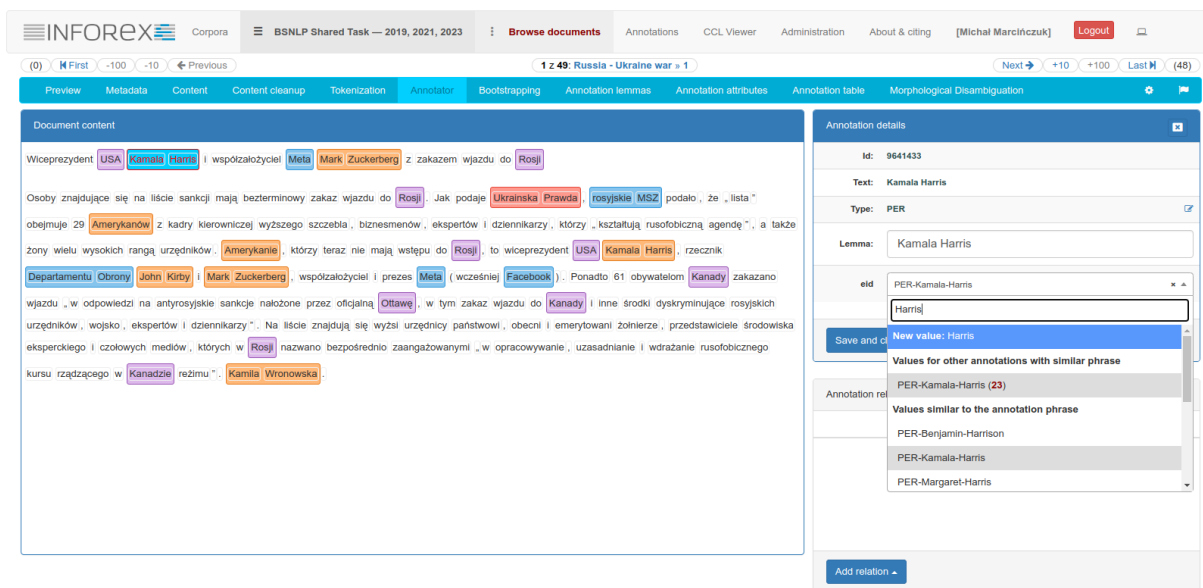 INFOREX Corpora ☰ BSNLP Shared Task — 2019, 2021, 2023 ⋮ Browse documents Annotations CCL Viewer Administration About & citing [Michał Marcińczuk] Logout
(0) First -100 -10 Previous 1 z 49: Russia - Ukraine war » 1 Next +10 +100 Last (48)
Preview Metadata Content Content cleanup Tokenization Annotator Bootstrapping Annotation lemmas Annotation attributes Annotation table Morphological Disambiguation
Document content
Wiceprezydent USA Kamala Harris i współzałożyciel Meta Mark Zuckerberg z zakazem wjazdu do Rosji
Osoby znajdujące się na liście sankcji mają bezterminowy zakaz wjazdu do Rosji. Jak podaje Ukrainska Prawda, rosyjskie MSZ podało, że „lista”
obejmuje 29 Amerykanów z kadry kierowniczej wyższego szczebla, biznesmenów, ekspertów i dziennikarzy, którzy „kształtują rusofobiczną agendę”, a także
żony wielu wysokich rangą urzędników. Amerykanie, którzy teraz nie mają wstępu do Rosji, to wiceprezydent USA Kamala Harris, rzecznik
Departamentu Obrony John Kirby i Mark Zuckerberg, współzałożyciel i prezes Meta (wcześniej Facebook). Ponadto 61 obywatelom Kanady zakazano
wjazdu „w odpowiedzi na antyrosyjskie sankcje nałożone przez oficjalną Ottawę, w tym zakaz wjazdu do Kanady i inne środki dyskryminujące rosyjskich
urzędników, wojsko, ekspertów i dziennikarzy”. Na liście znajdują się wyżsi urzędnicy państwowi, obecni i emerytowani żołnierze, przedstawiciele środowiska
eksperckiego i czołowych mediów, których w Rosji nazwano bezpośrednio zaangażowanymi „w opracowywanie, uzasadnianie i wdrażanie rusofobicznego
kursu rządzącego w Kanadzie reżimu”. Kamila Wronowska.
Annotation details
Id: 9641433
Text: Kamala Harris
Type: PER
Lemma: Kamala Harris
eid PER-Kamala-Harris
Harris
Save and cl
New value: Harris
Values for other annotations with similar phrase
PER-Kamala-Harris (23)
Annotation rel
Values similar to the annotation phrase
PER-Benjamin-Harrison
PER-Kamala-Harris
PER-Margaret-Harris
Add relation